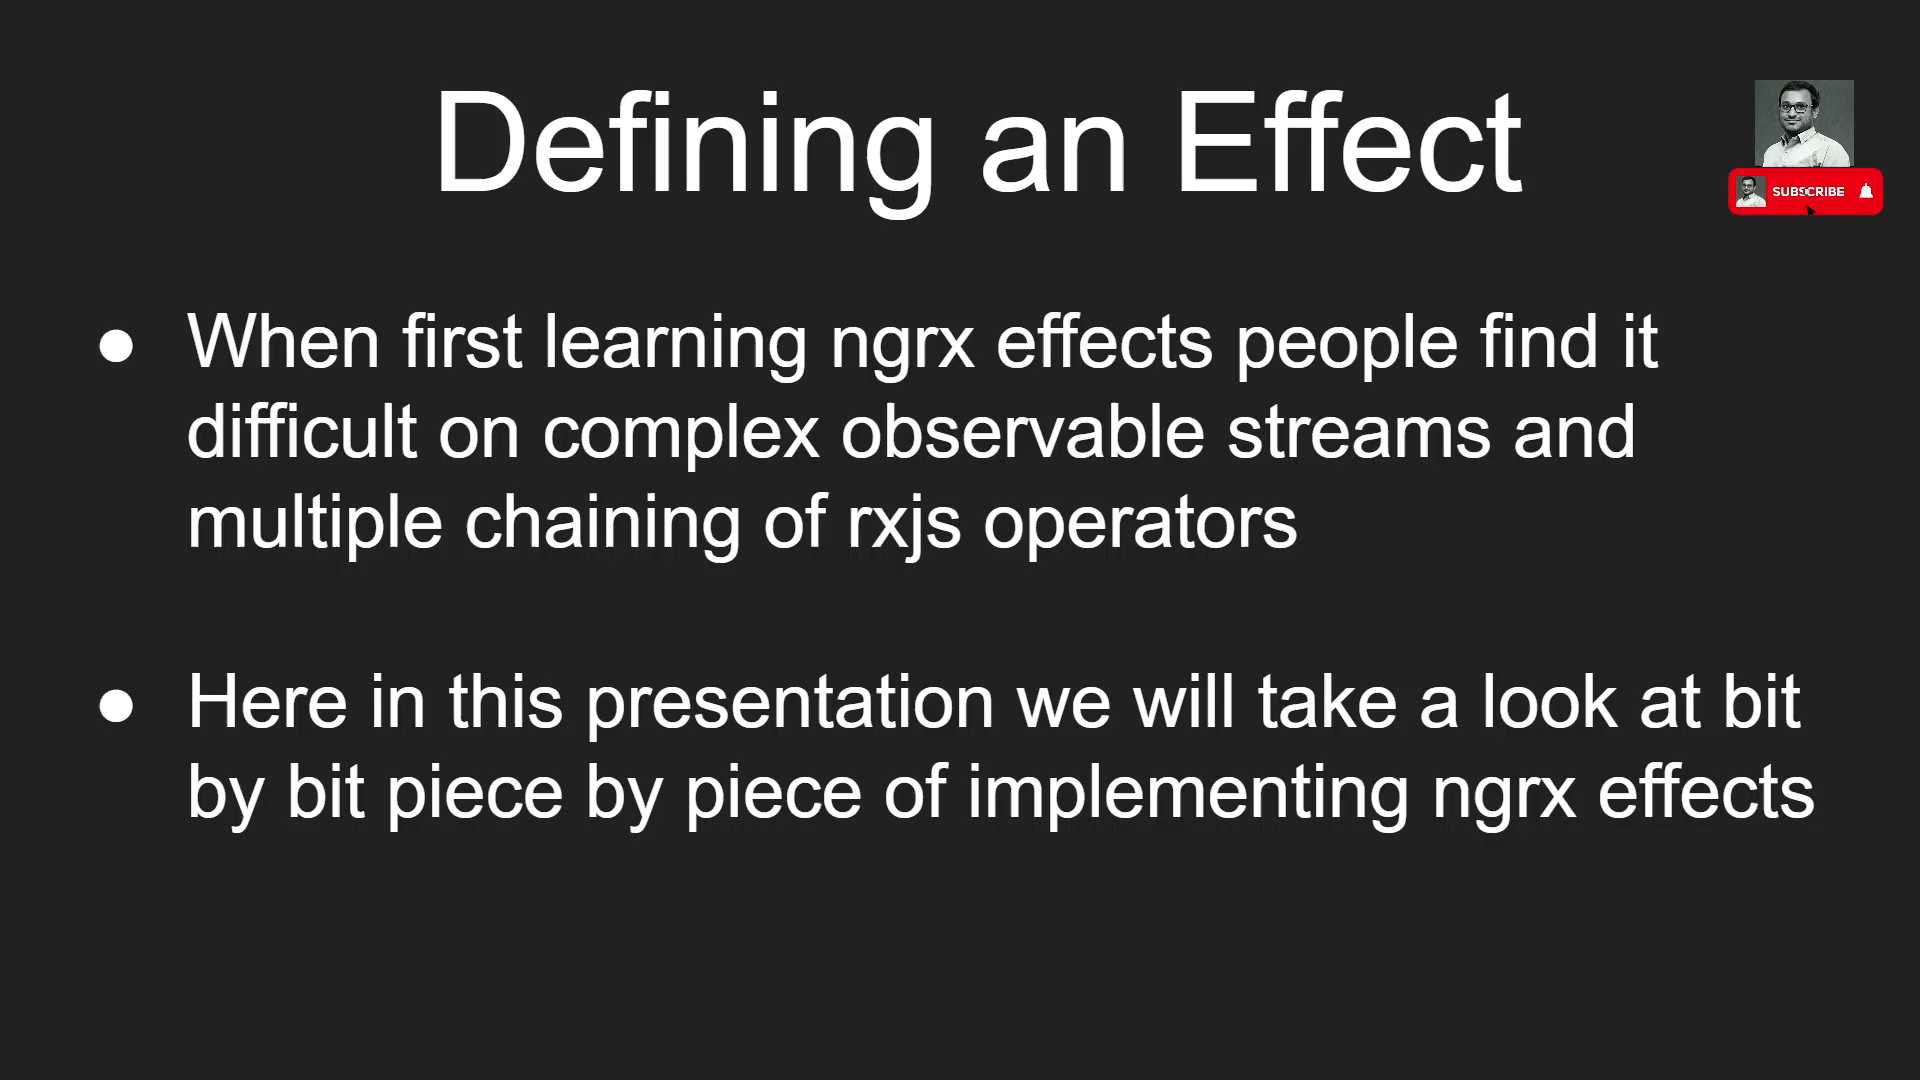 Defining an Effect
SUBSCRIBE
● When first learning ngrx effects people find it
difficult on complex observable streams and
multiple chaining of rxjs operators
● Here in this presentation we will take a look at bit
by bit piece by piece of implementing ngrx effects